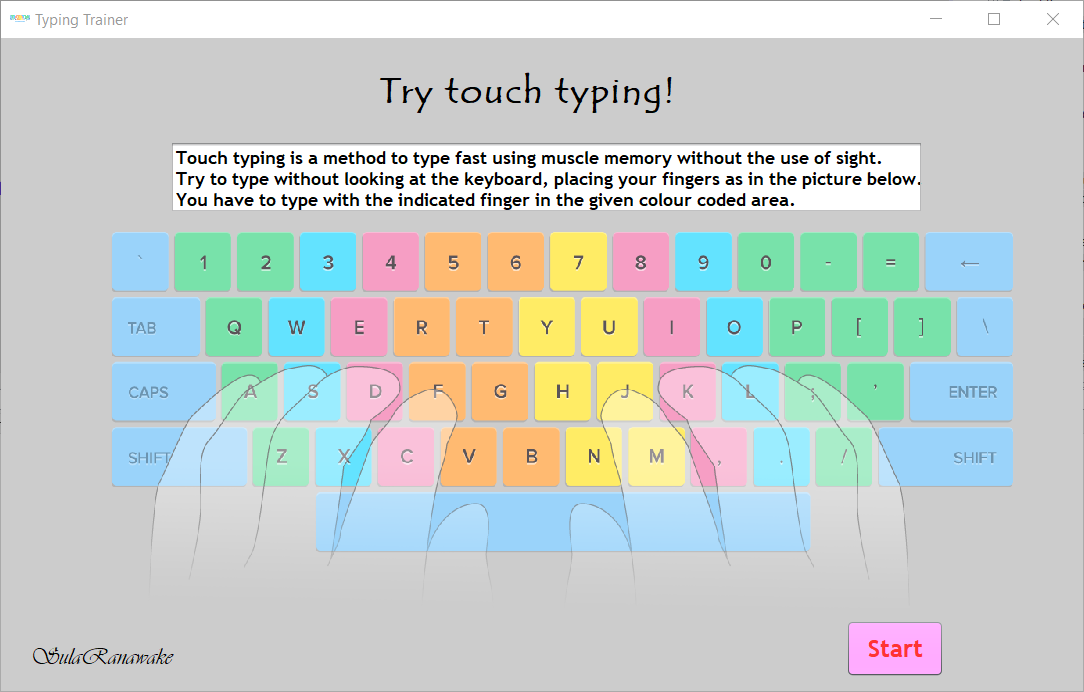 Typing Trainer
Try touch typing!
Touch typing is a method to type fast using muscle memory without the use of sight.
Try to type without looking at the keyboard, placing your fingers as in the picture below.
You have to type with the indicated finger in the given colour coded area.
` 1 2 3 4 5 6 7 8 9 0 - = ←
TAB Q W E R T Y U I O P [ ] \
CAPS A S D F G H J K L ; ' ENTER
SHIFT Z X C V B N M , . / SHIFT
SulaRanawake
Start